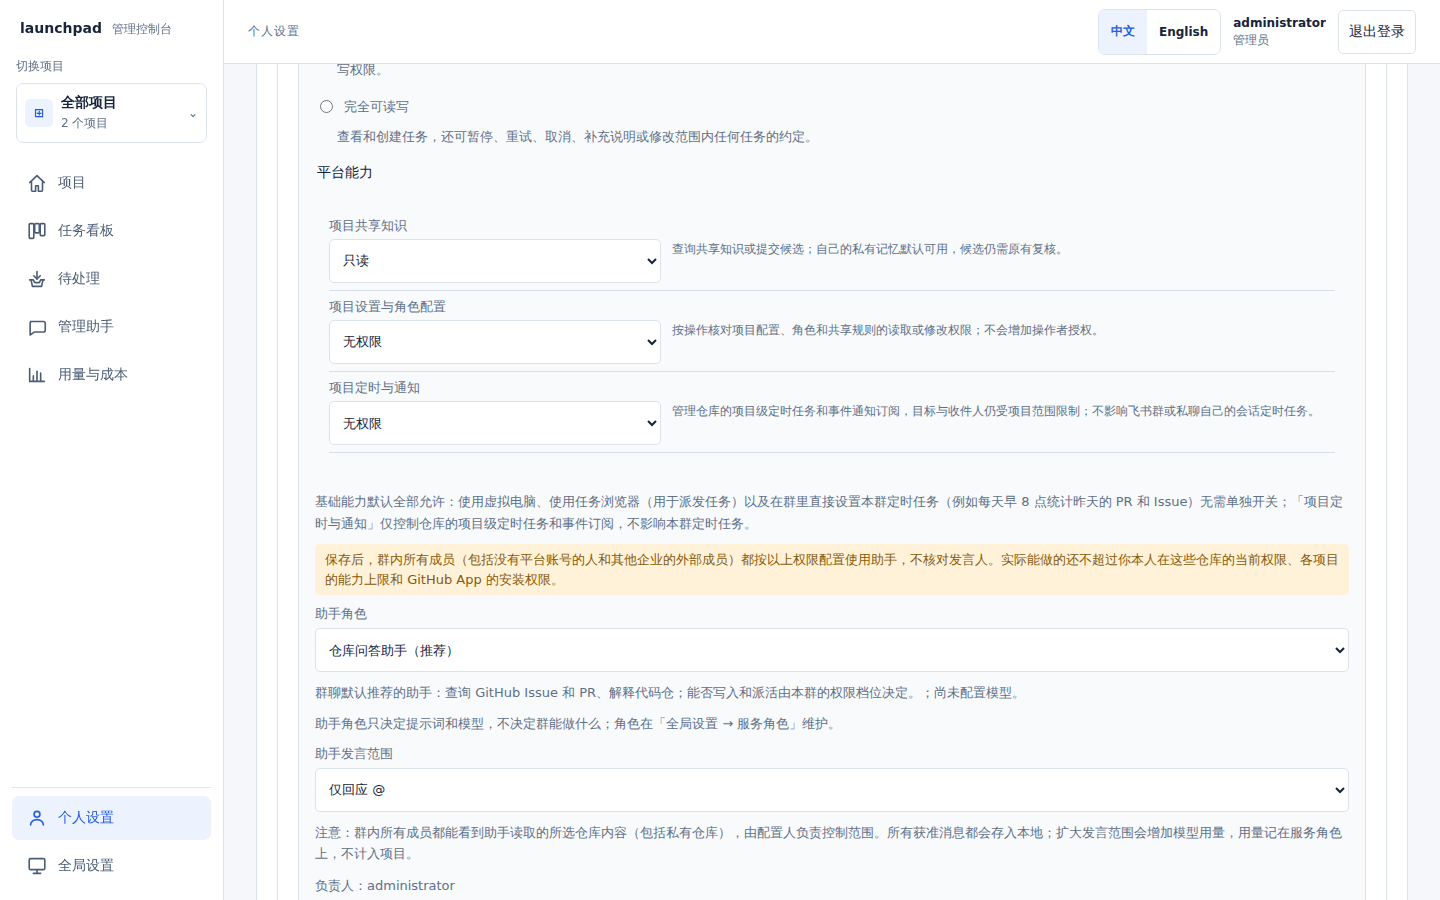 launchpad 管理控制台
切换项目
全部项目
2 个项目
项目
任务看板
待处理
管理助手
用量与成本
个人设置
全局设置
个人设置
中文 English
administrator
管理员
退出登录
写权限。
完全可读写
查看和创建任务，还可暂停、重试、取消、补充说明或修改范围内任何任务的约定。
平台能力
项目共享知识
只读
查询共享知识或提交候选；自己的私有记忆默认可用，候选仍需原有复核。
项目设置与角色配置
无权限
按操作核对项目配置、角色和共享规则的读取或修改权限；不会增加操作者授权。
项目定时与通知
无权限
管理仓库的项目级定时任务和事件通知订阅，目标与收件人仍受项目范围限制；不影响飞书群或私聊自己的会话定时任务。
基础能力默认全部允许：使用虚拟电脑、使用任务浏览器（用于派发任务）以及在群里直接设置本群定时任务（例如每天早 8 点统计昨天的 PR 和 Issue）无需单独开关；「项目定
时与通知」仅控制仓库的项目级定时任务和事件订阅，不影响本群定时任务。
保存后，群内所有成员（包括没有平台账号的人和其他企业的外部成员）都按以上权限配置使用助手，不核对发言人。实际能做的还不超过你本人在这些仓库的当前权限、各项目
的能力上限和 GitHub App 的安装权限。
助手角色
仓库问答助手（推荐）
群聊默认推荐的助手：查询 GitHub Issue 和 PR、解释代码仓；能否写入和派活由本群的权限档位决定。；尚未配置模型。
助手角色只决定提示词和模型，不决定群能做什么；角色在「全局设置 → 服务角色」维护。
助手发言范围
仅回应 @
注意：群内所有成员都能看到助手读取的所选仓库内容（包括私有仓库），由配置人负责控制范围。所有获准消息都会存入本地；扩大发言范围会增加模型用量，用量记在服务角色
上，不计入项目。
负责人：administrator